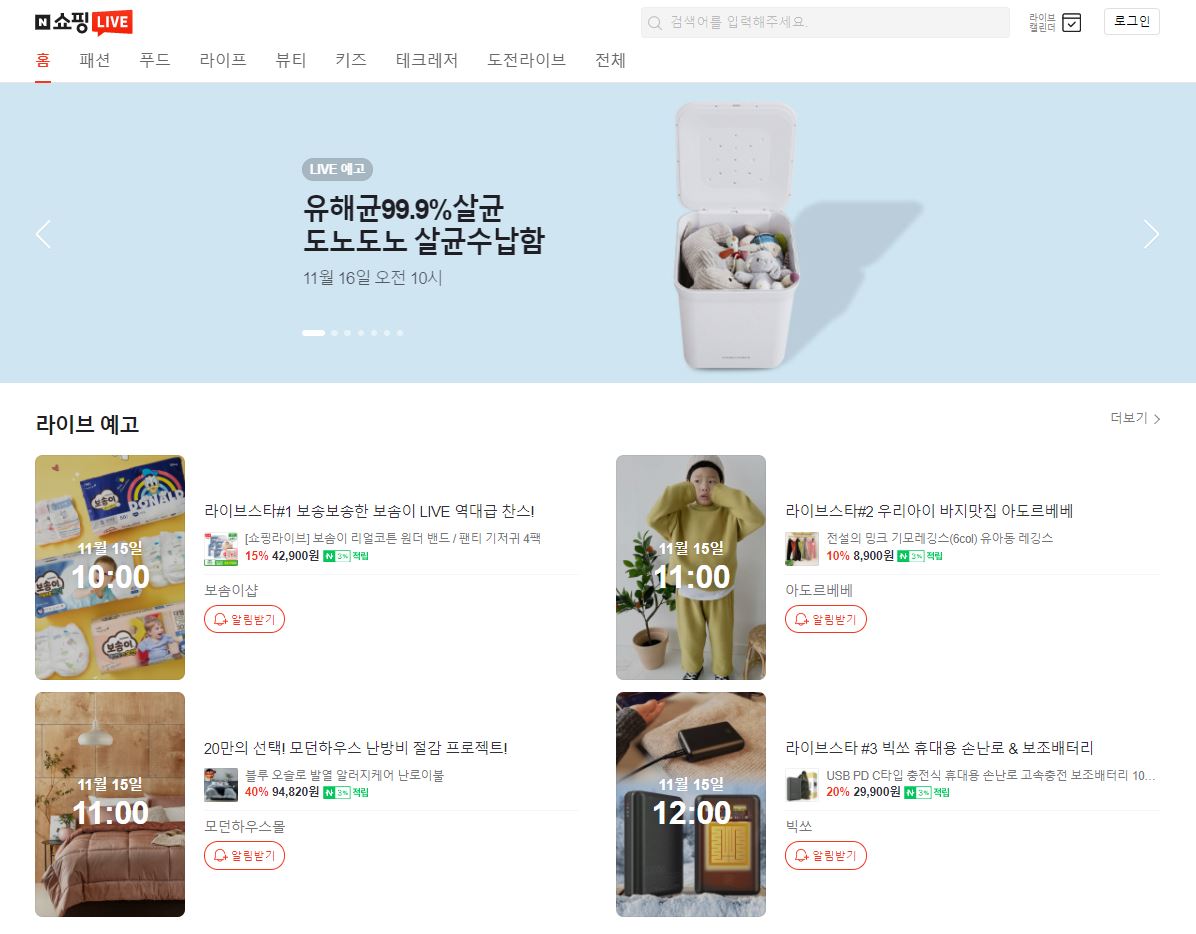 N 쇼핑 LIVE
검색어를 입력해주세요.
라이브
캘린더
로그인
홈 패션 푸드 라이프 뷰티 키즈 테크레저 도전라이브 전체
LIVE 예고
유해균99.9%살균
도노도노 살균수납함
11월 16일 오전 10시
라이브 예고
더보기
DONALD
보솜이
11월 15일
10:00
보솜이
보솜이
라이브스타#1 보송보송한 보솜이 LIVE 역대급 찬스!
[쇼핑라이브] 보솜이 리얼코튼 원더 밴드 / 팬티 기저귀 4팩
15% 42,900원 N 3% 적립
보솜이샵
알림받기
11월 15일
11:00
라이브스타#2 우리아이 바지맛집 아도르베베
전설의 밍크 기모레깅스(6col) 유아동 레깅스
10% 8,900원 N 3% 적립
아도르베베
알림받기
11월 15일
11:00
20만의 선택! 모던하우스 난방비 절감 프로젝트!
블루 오슬로 발열 알러지케어 난로이불
40% 94,820원 N 3% 적립
모던하우스몰
알림받기
11월 15일
12:00
라이브스타 #3 빅쏘 휴대용 손난로 & 보조배터리
USB PD C타입 충전식 휴대용 손난로 고속충전 보조배터리 10...
20% 29,900원 N 3% 적립
빅쏘
알림받기